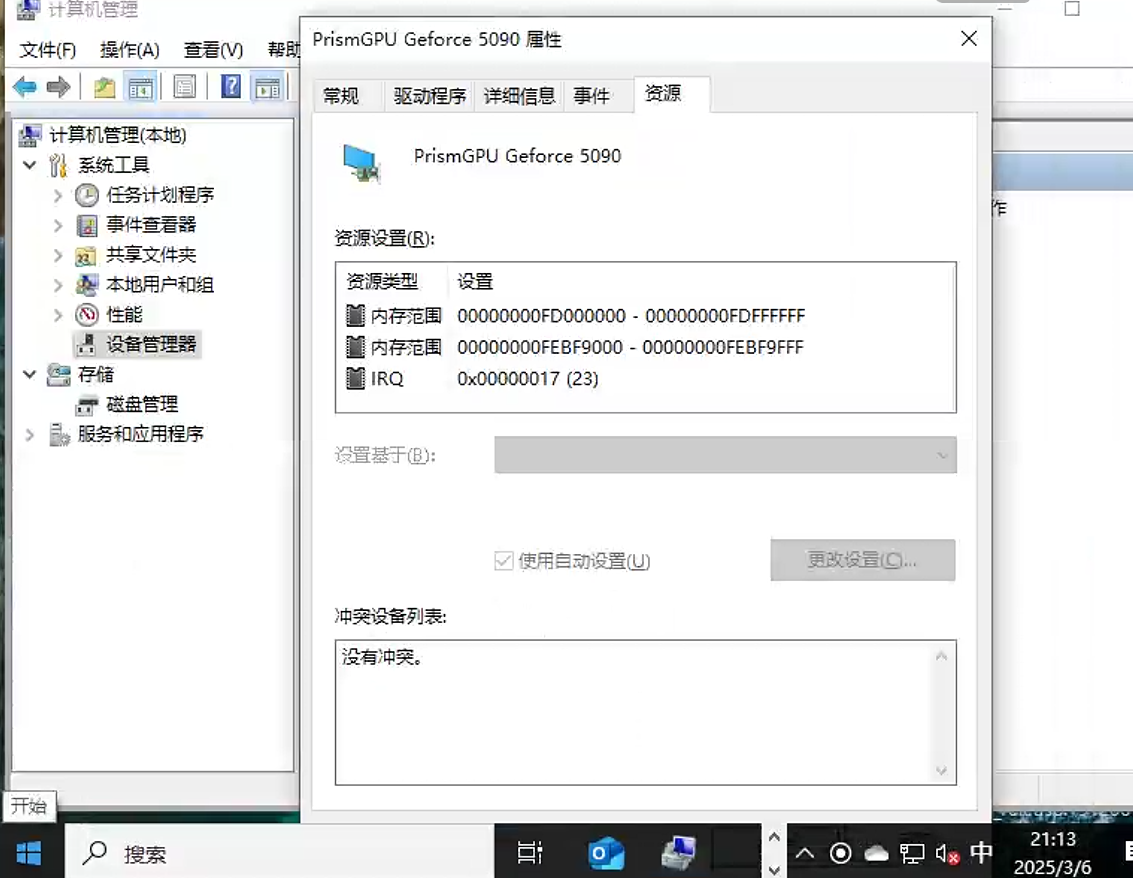 计算机管理
文件(F) 操作(A) 查看(V) 帮助
PrismGPU Geforce 5090 属性
常规 驱动程序 详细信息 事件 资源
PrismGPU Geforce 5090
资源设置(R):
资源类型 设置
内存范围 00000000FD000000 - 00000000FDFFFFFF
内存范围 00000000FEBF9000 - 00000000FEBF9FFF
IRQ 0x00000017 (23)
设置基于(B):
使用自动设置(U)
更改设置(C)...
冲突设备列表:
没有冲突。
计算机管理(本地)
系统工具
任务计划程序
事件查看器
共享文件夹
本地用户和组
性能
设备管理器
存储
磁盘管理
服务和应用程序
作
开始
搜索
中
21:13
2025/3/6